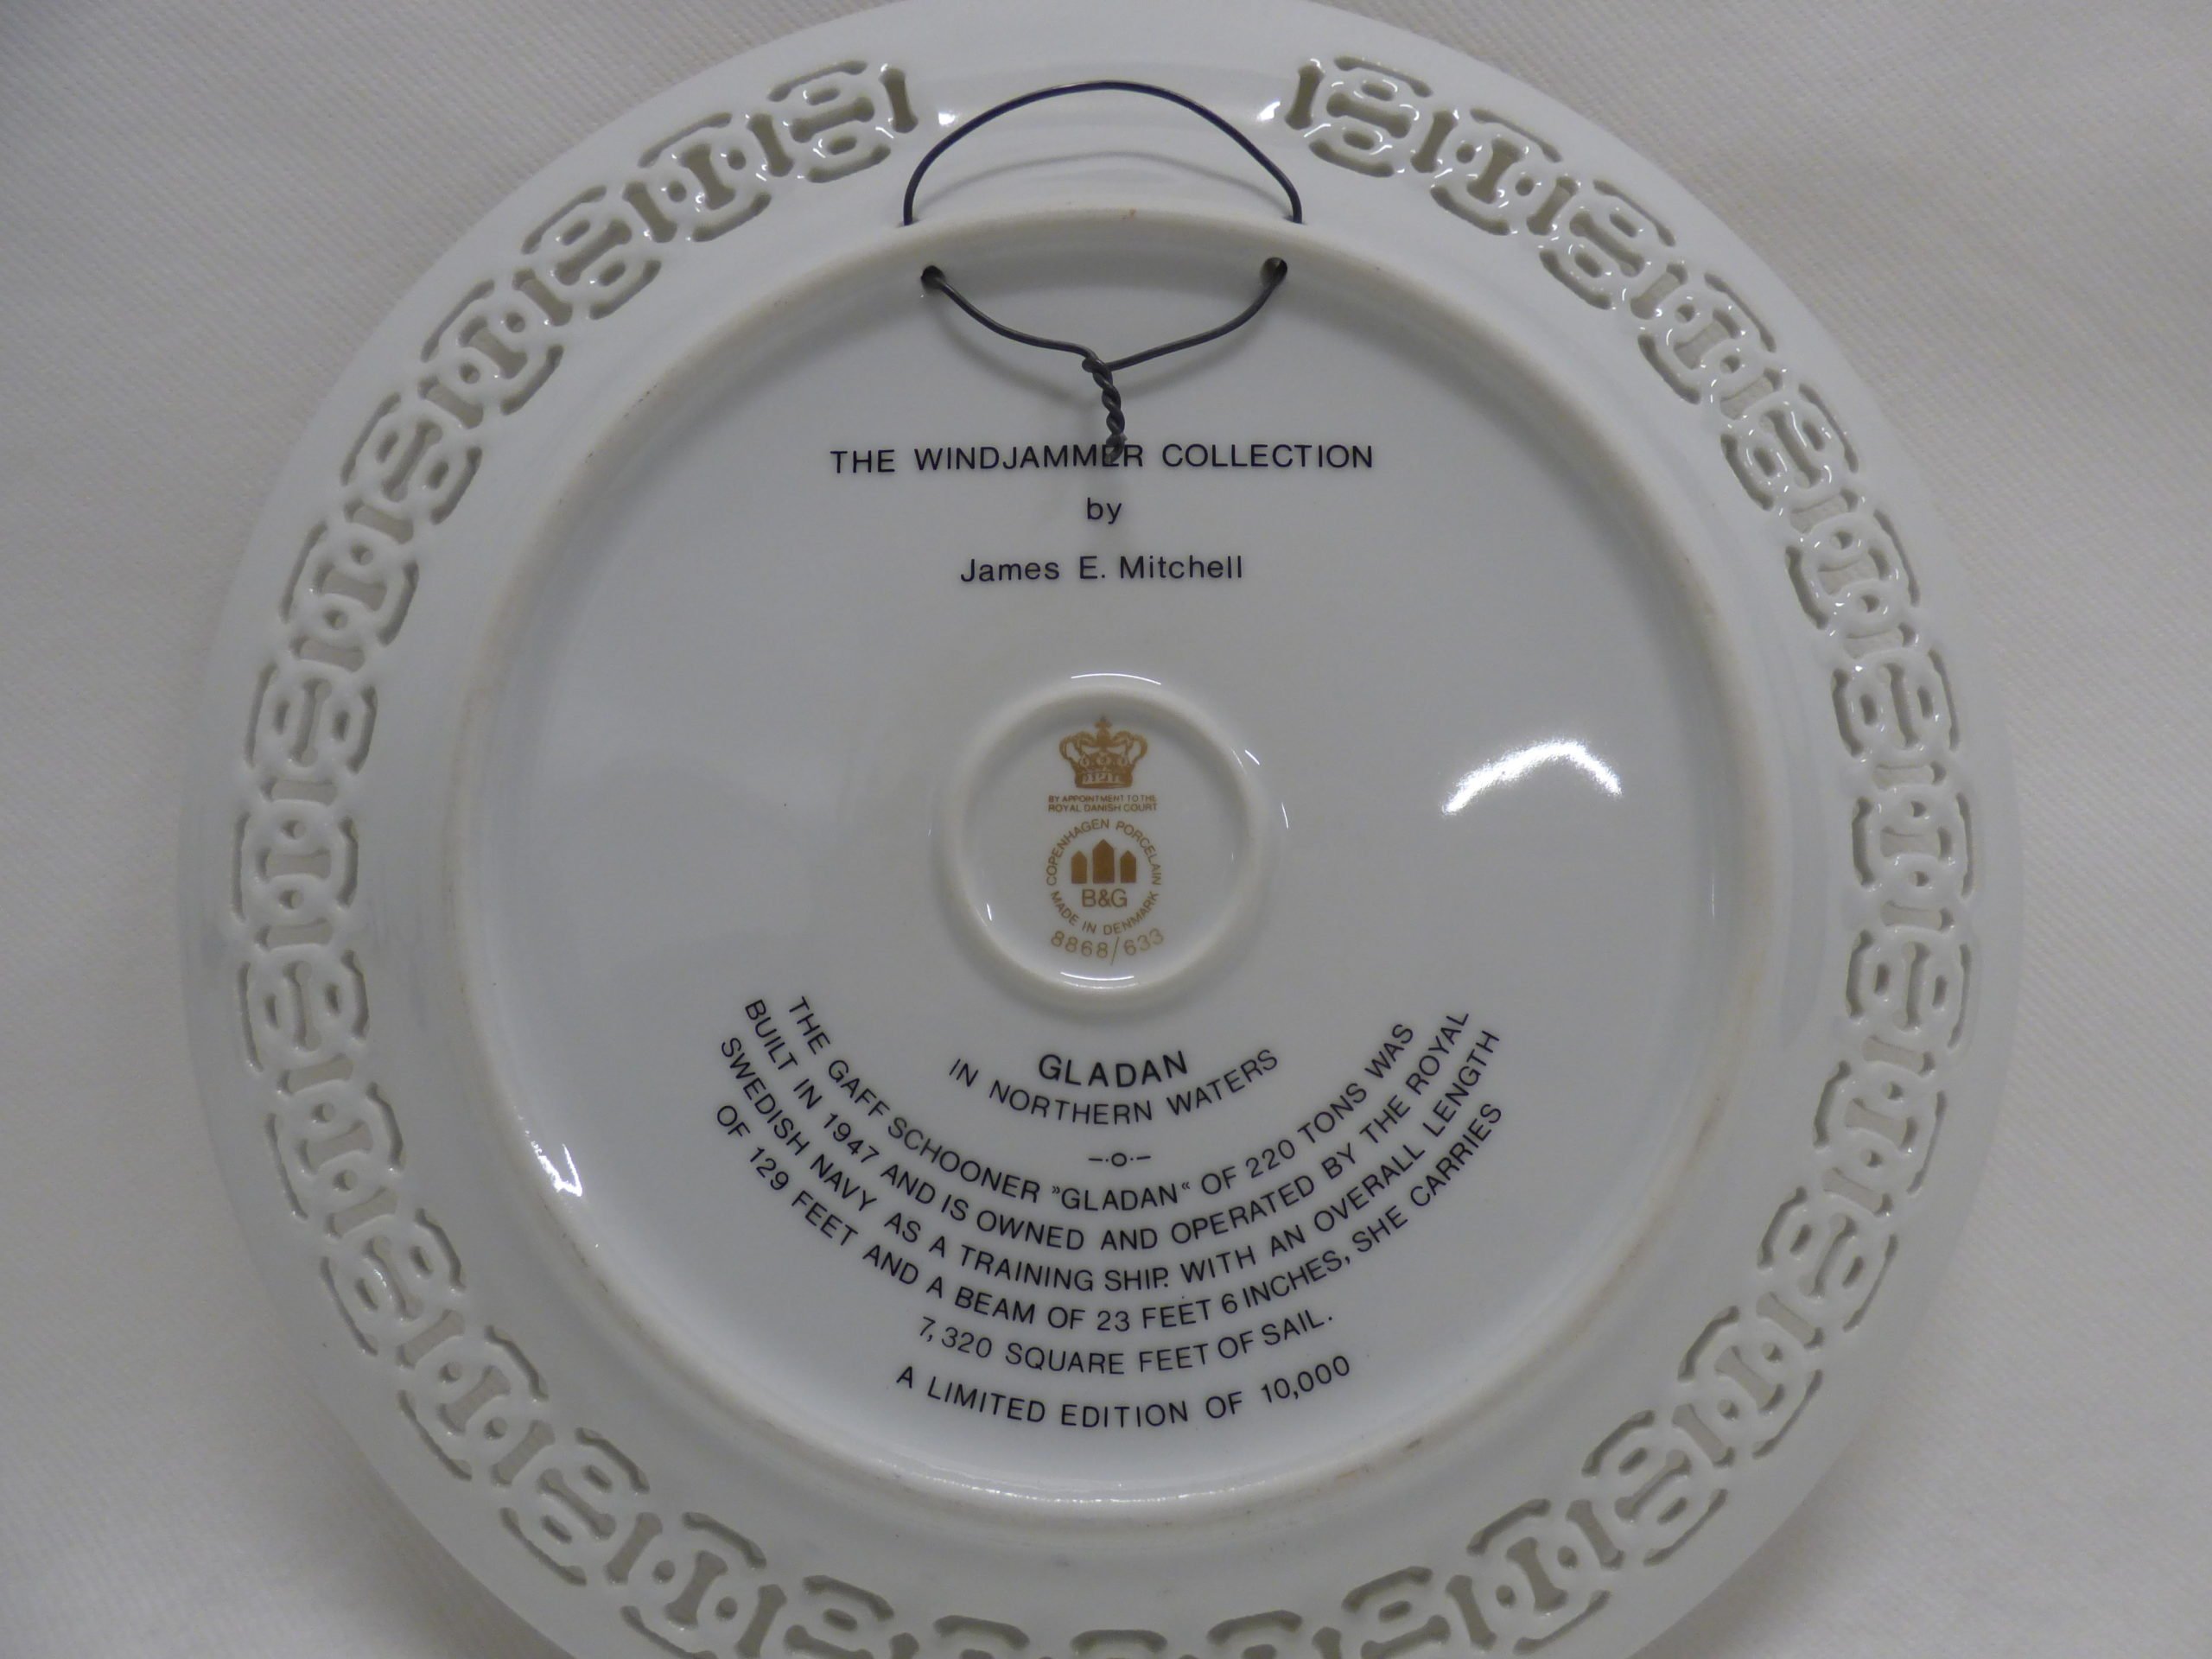 THE WINDJAMMER COLLECTION
by
James E. Mitchell
BY APPOINTMENT TO THE
ROYAL DANISH COURT
COPENHAGEN PORCELAIN
B&G
MADE IN DENMARK
8868/633
GLADAN
IN NORTHERN WATERS
—·o·—
THE GAFF SCHOONER »GLADAN« OF 220 TONS WAS
BUILT IN 1947 AND IS OWNED AND OPERATED BY THE ROYAL
SWEDISH NAVY AS A TRAINING SHIP. WITH AN OVERALL LENGTH
OF 129 FEET AND A BEAM OF 23 FEET 6 INCHES, SHE CARRIES
7,320 SQUARE FEET OF SAIL.
A LIMITED EDITION OF 10,000